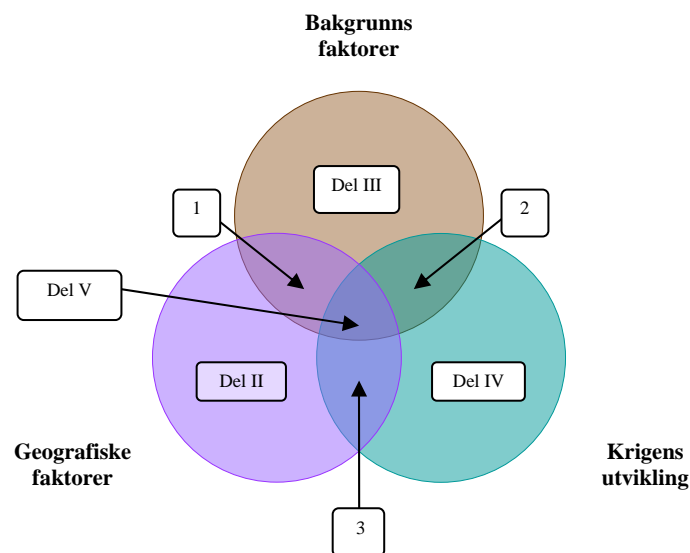 Bakgrunns
faktorer
Del III
1
2
Del V
Del II
Del IV
Geografiske
faktorer
Krigens
utvikling
3